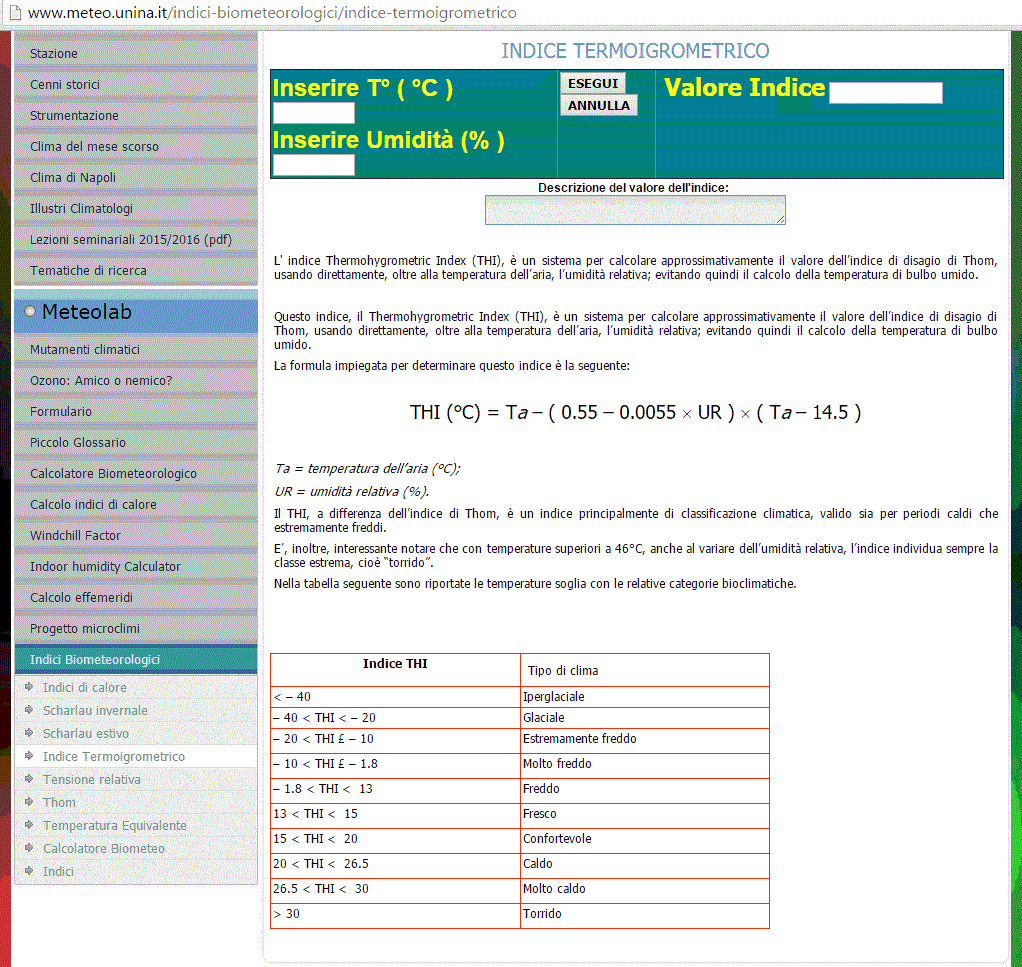 www.meteo.unina.it/indici-biometeorologici/indice-termoigrometrico
Stazione
Cenni storici
Strumentazione
Clima del mese scorso
Clima di Napoli
Illustri Climatologi
Lezioni seminariali 2015/2016 (pdf)
Tematiche di ricerca
Meteolab
Mutamenti climatici
Ozono: Amico o nemico?
Formulario
Piccolo Glossario
Calcolatore Biometeorologico
Calcolo indici di calore
Windchill Factor
Indoor humidity Calculator
Calcolo effemeridi
Progetto microclimi
Indici Biometeorologici
Indici di calore
Scharlau invernale
Scharlau estivo
Indice Termoigrometrico
Tensione relativa
Thom
Temperatura Equivalente
Calcolatore Biometeo
Indici
INDICE TERMOIGROMETRICO
Inserire T° ( °C )
ESEGUI
ANNULLA
Valore Indice
Inserire Umidità (% )
Descrizione del valore dell'indice:
L' indice Thermohygrometric Index (THI), è un sistema per calcolare approssimativamente il valore dell'indice di disagio di Thom,
usando direttamente, oltre alla temperatura dell'aria, l'umidità relativa; evitando quindi il calcolo della temperatura di bulbo umido.
Questo indice, il Thermohygrometric Index (THI), è un sistema per calcolare approssimativamente il valore dell'indice di disagio di
Thom, usando direttamente, oltre alla temperatura dell'aria, l'umidità relativa; evitando quindi il calcolo della temperatura di bulbo
umido.
La formula impiegata per determinare questo indice è la seguente:
THI (°C) = Ta – ( 0.55 – 0.0055 × UR ) × ( Ta – 14.5 )
Ta = temperatura dell'aria (°C);
UR = umidità relativa (%).
Il THI, a differenza dell'indice di Thom, è un indice principalmente di classificazione climatica, valido sia per periodi caldi che
estremamente freddi.
E', inoltre, interessante notare che con temperature superiori a 46°C, anche al variare dell'umidità relativa, l'indice individua sempre la
classe estrema, cioè "torrido".
Nella tabella seguente sono riportate le temperature soglia con le relative categorie bioclimatiche.
Indice THI Tipo di clima
< – 40 Iperglaciale
– 40 < THI < – 20 Glaciale
– 20 < THI £ – 10 Estremamente freddo
– 10 < THI £ – 1.8 Molto freddo
– 1.8 < THI < 13 Freddo
13 < THI < 15 Fresco
15 < THI < 20 Confortevole
20 < THI < 26.5 Caldo
26.5 < THI < 30 Molto caldo
> 30 Torrido